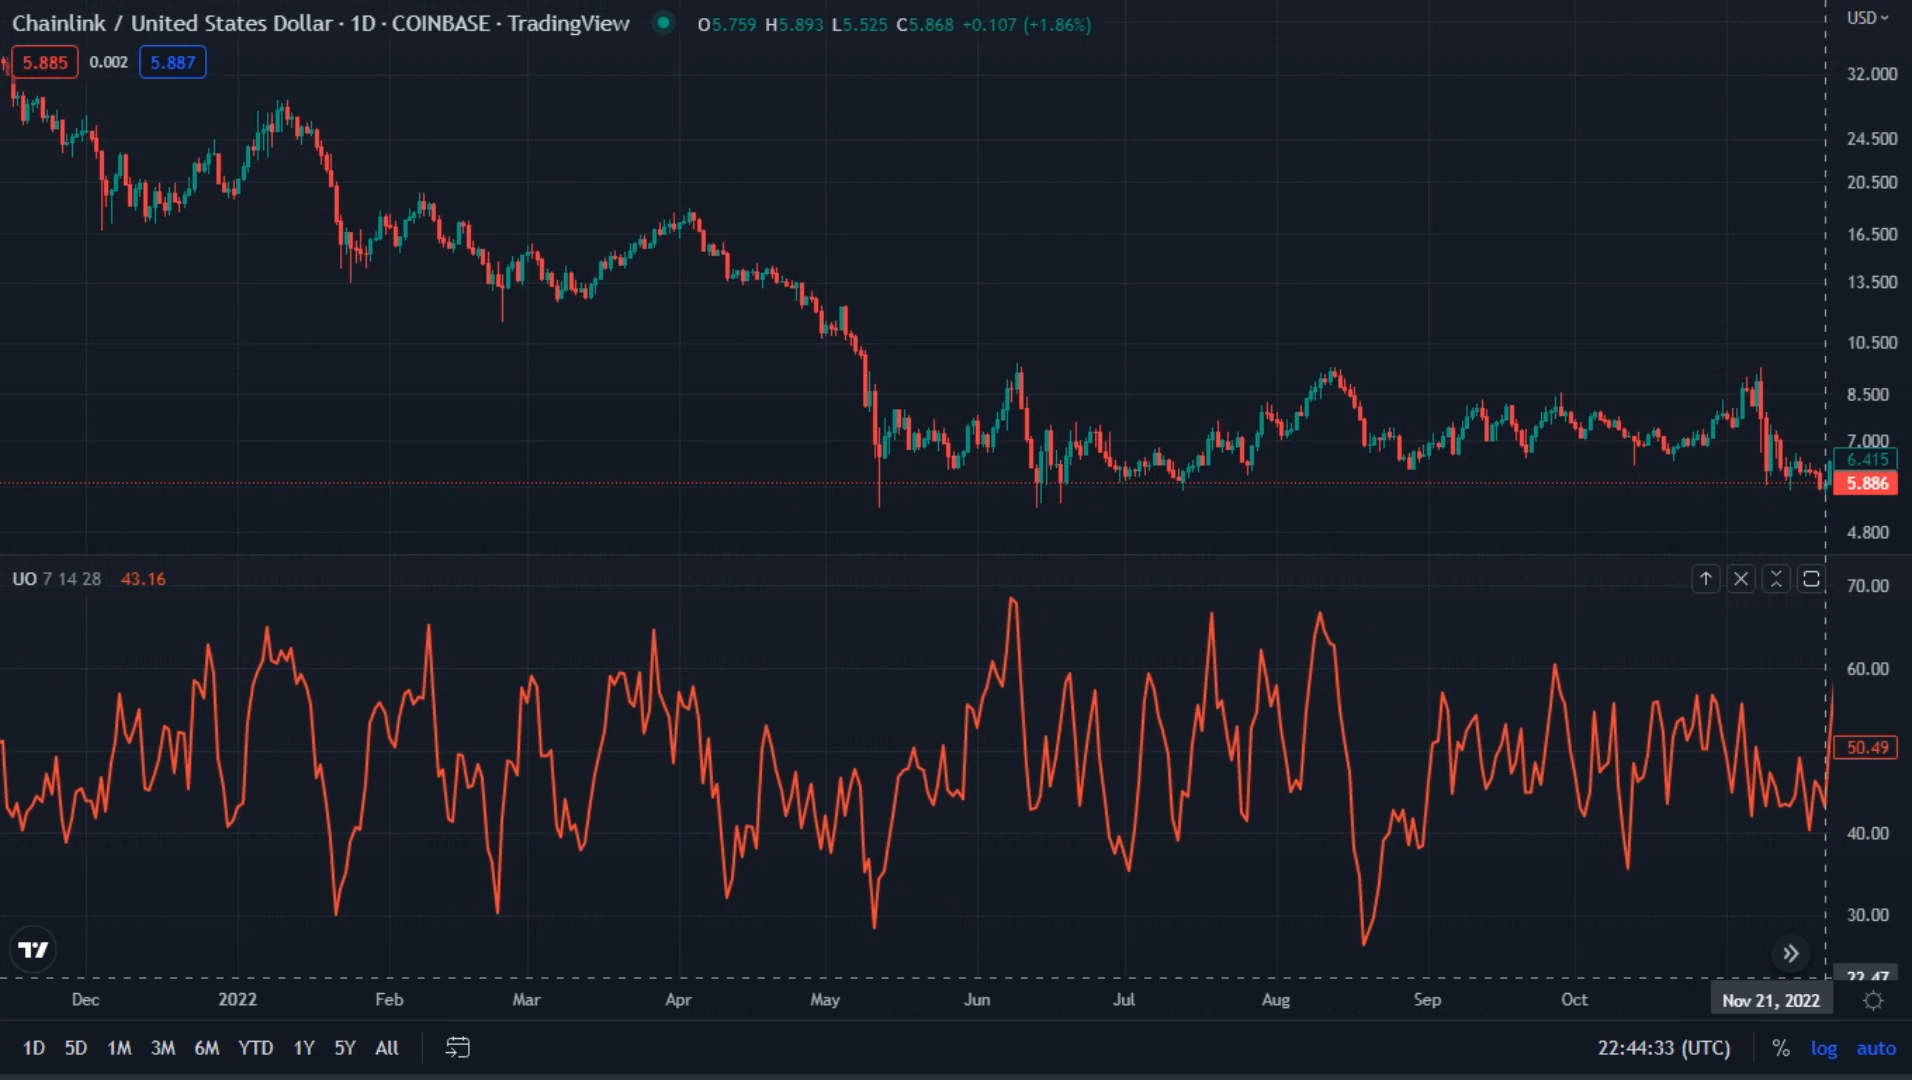 Chainlink / United States Dollar · 1D · COINBASE · TradingView O5.759 H5.893 L5.525 C5.868 +0.107 (+1.86%)
USD
5.885 0.002 5.887
32.000
24.500
20.500
16.500
13.500
10.500
8.500
7.000
6.415
5.886
4.800
UO 7 14 28 43.16
70.00
60.00
50.49
40.00
30.00
22.47
Dec 2022 Feb Mar Apr May Jun Jul Aug Sep Oct Nov 21, 2022
1D 5D 1M 3M 6M YTD 1Y 5Y All 22:44:33 (UTC) % log auto